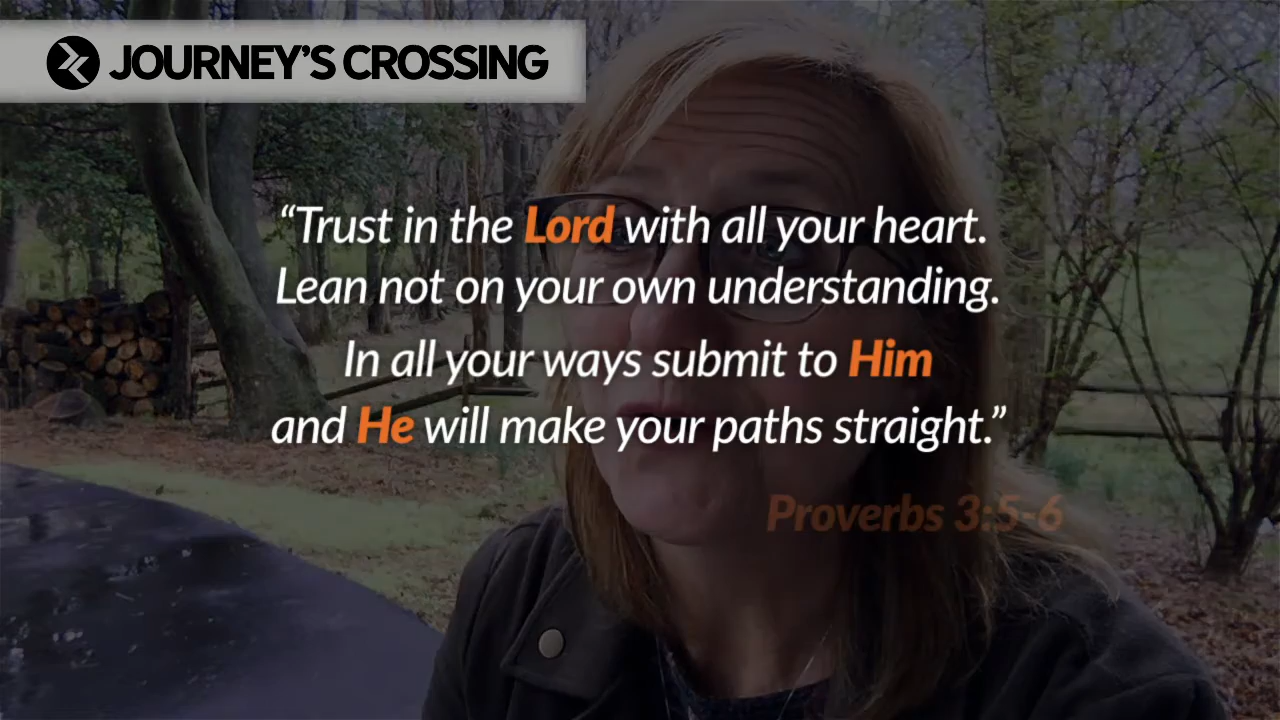 JOURNEY'S CROSSING
“Trust in the Lord with all your heart.
Lean not on your own understanding.
In all your ways submit to Him
and He will make your paths straight.”
Proverbs 3:5-6